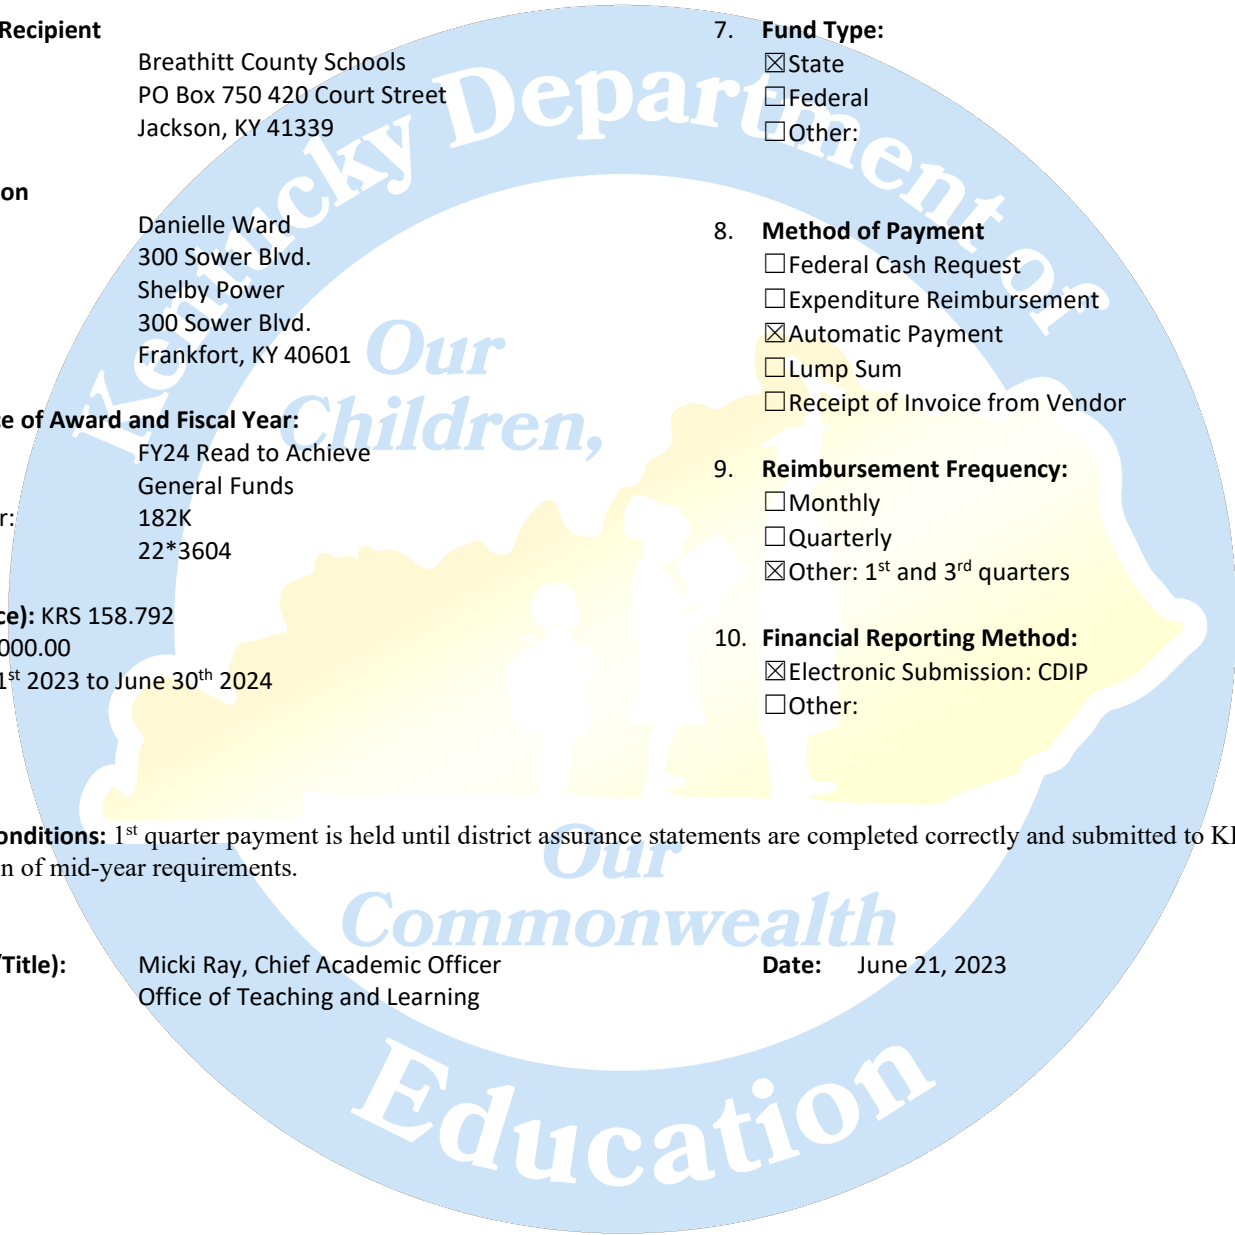 Recipient
Breathitt County Schools
PO Box 750 420 Court Street
Jackson, KY 41339
on
Danielle Ward
300 Sower Blvd.
Shelby Power
300 Sower Blvd.
Frankfort, KY 40601
e of Award and Fiscal Year:
FY24 Read to Achieve
General Funds
r: 182K
22*3604
ce): KRS 158.792
000.00
1st 2023 to June 30th 2024
7. Fund Type:
☒State
☐Federal
☐Other:
8. Method of Payment
☐Federal Cash Request
☐Expenditure Reimbursement
☒Automatic Payment
☐Lump Sum
☐Receipt of Invoice from Vendor
9. Reimbursement Frequency:
☐Monthly
☐Quarterly
☒Other: 1st and 3rd quarters
10. Financial Reporting Method:
☒Electronic Submission: CDIP
☐Other:
onditions: 1st quarter payment is held until district assurance statements are completed correctly and submitted to K
n of mid-year requirements.
/Title): Micki Ray, Chief Academic Officer
Office of Teaching and Learning
Date: June 21, 2023
Kentucky Department of
Education
Our
Children,
Our
Commonwealth